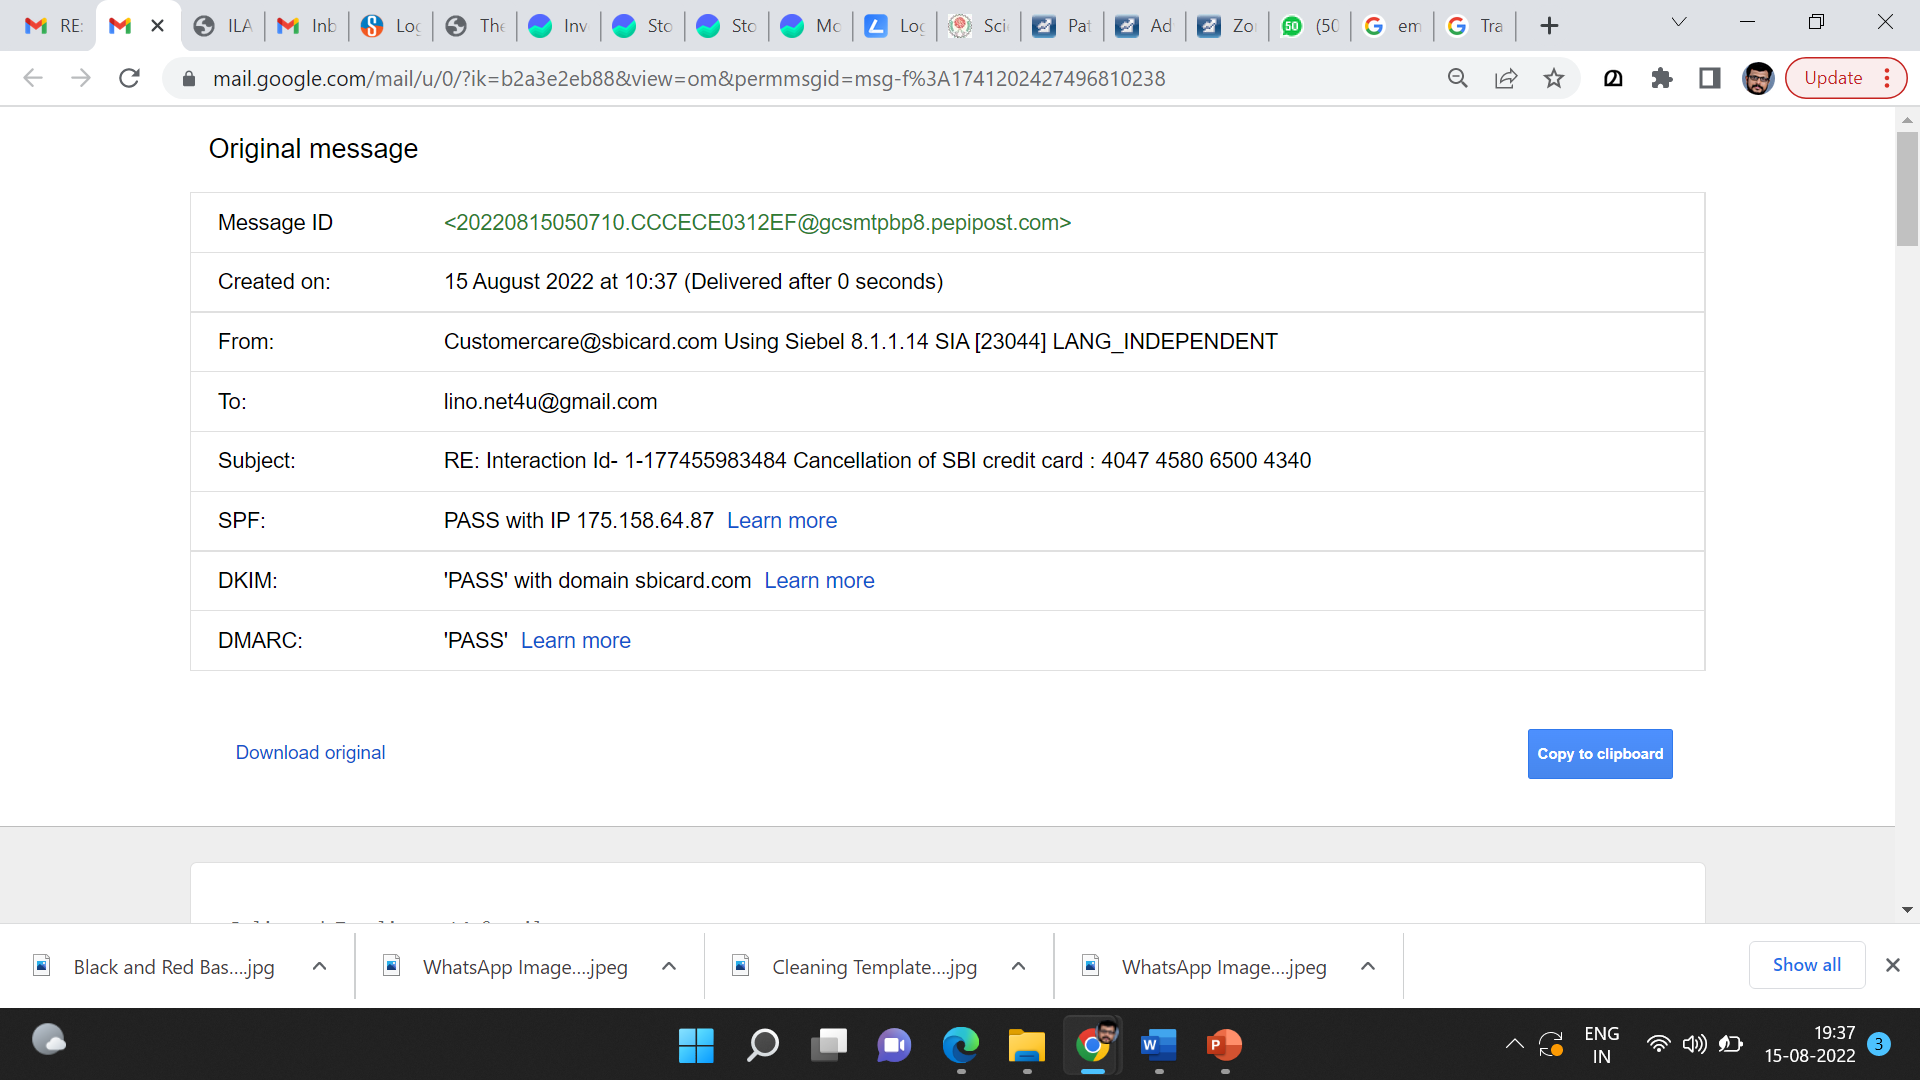 RE:
ILA
Inb
Log
The
Inv
Sto
Sto
Mo
Log
Sci
Pat
Ad
Zo
50 (50
em
Tra
mail.google.com/mail/u/0/?ik=b2a3e2eb88&view=om&permmsgid=msg-f%3A1741202427496810238
Update
Original message
Message ID <20220815050710.CCCECE0312EF@gcsmtpbp8.pepipost.com>
Created on: 15 August 2022 at 10:37 (Delivered after 0 seconds)
From: Customercare@sbicard.com Using Siebel 8.1.1.14 SIA [23044] LANG_INDEPENDENT
To: lino.net4u@gmail.com
Subject: RE: Interaction Id- 1-177455983484 Cancellation of SBI credit card : 4047 4580 6500 4340
SPF: PASS with IP 175.158.64.87 Learn more
DKIM: 'PASS' with domain sbicard.com Learn more
DMARC: 'PASS' Learn more
Download original
Copy to clipboard
Black and Red Bas....jpg
WhatsApp Image....jpeg
Cleaning Template....jpg
WhatsApp Image....jpeg
Show all
ENG
IN
19:37
15-08-2022
3